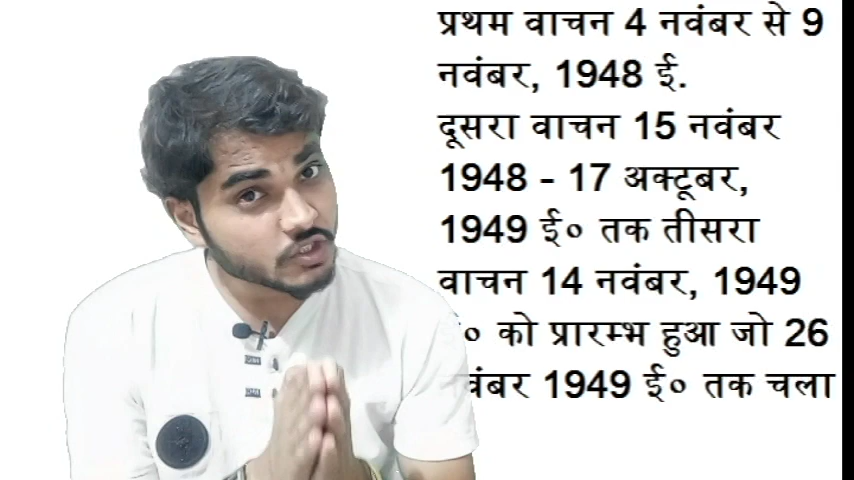 प्रथम वाचन 4 नवंबर से 9
नवंबर, 1948 ई.
दूसरा वाचन 15 नवंबर
1948 - 17 अक्टूबर,
1949 ई० तक तीसरा
वाचन 14 नवंबर, 1949
को प्रारम्भ हुआ जो 26
1949 ई० तक चला